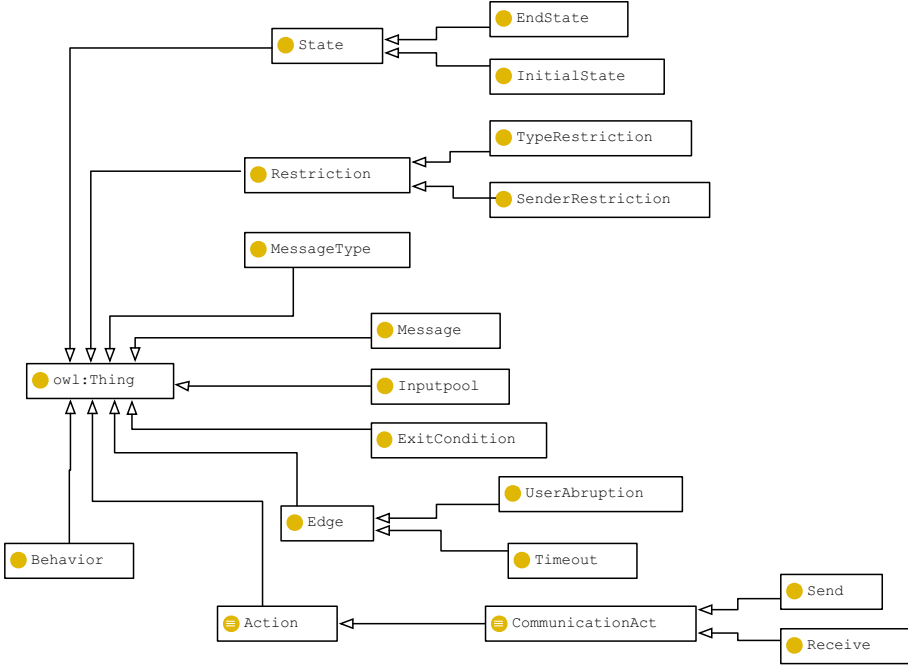 EndState
State
InitialState
TypeRestriction
Restriction
SenderRestriction
MessageType
Message
owl:Thing
Inputpool
ExitCondition
UserAbruption
Edge
Behavior
Timeout
Send
Action
CommunicationAct
Receive